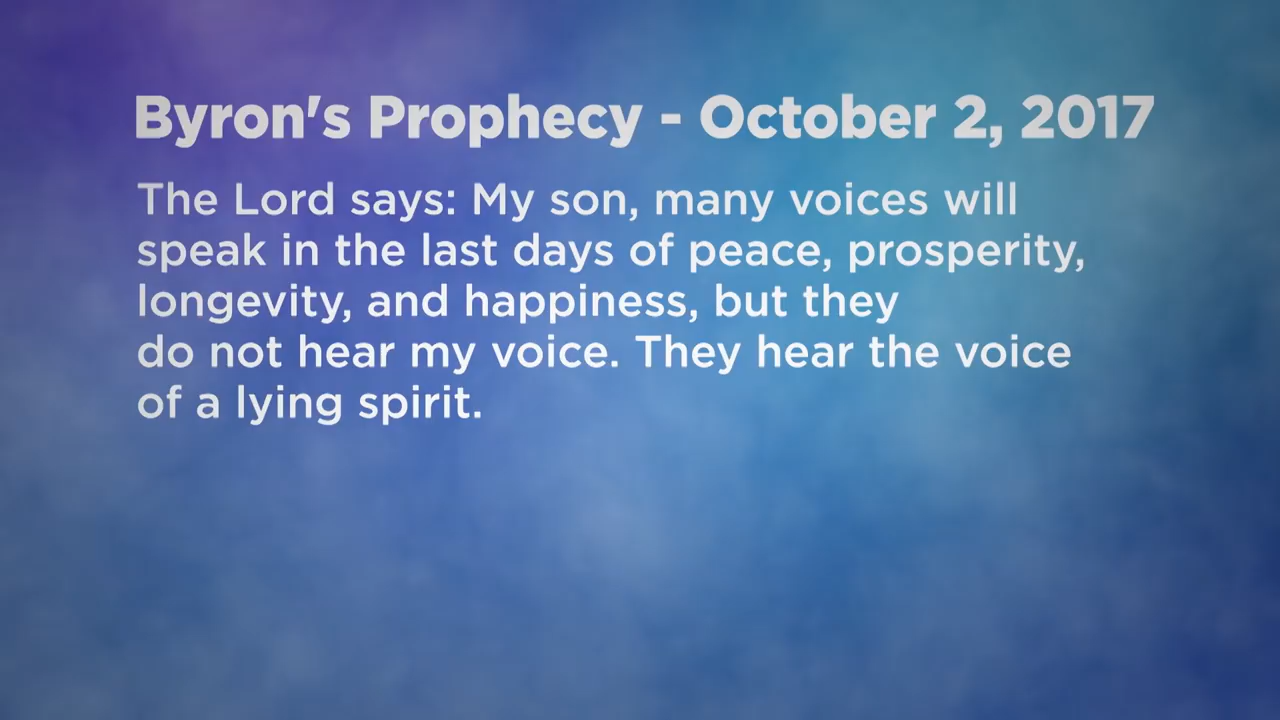 Byron's Prophecy - October 2, 2017
The Lord says: My son, many voices will
speak in the last days of peace, prosperity,
longevity, and happiness, but they
do not hear my voice. They hear the voice
of a lying spirit.